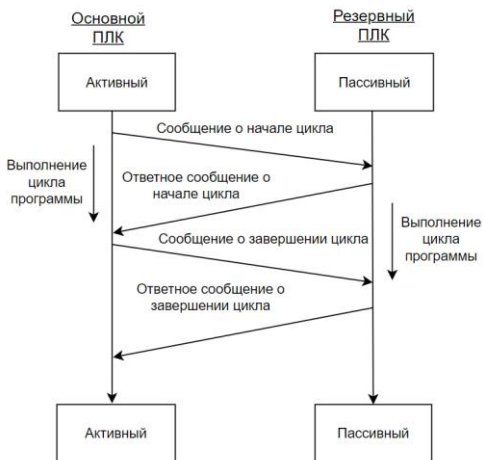 Основной
ПЛК
Резервный
ПЛК
Активный
Пассивный
Сообщение о начале цикла
Выполнение
цикла
программы
Ответное сообщение о
начале цикла
Сообщение о завершении цикла
Выполнение
цикла
программы
Ответное сообщение о
завершении цикла
Активный
Пассивный